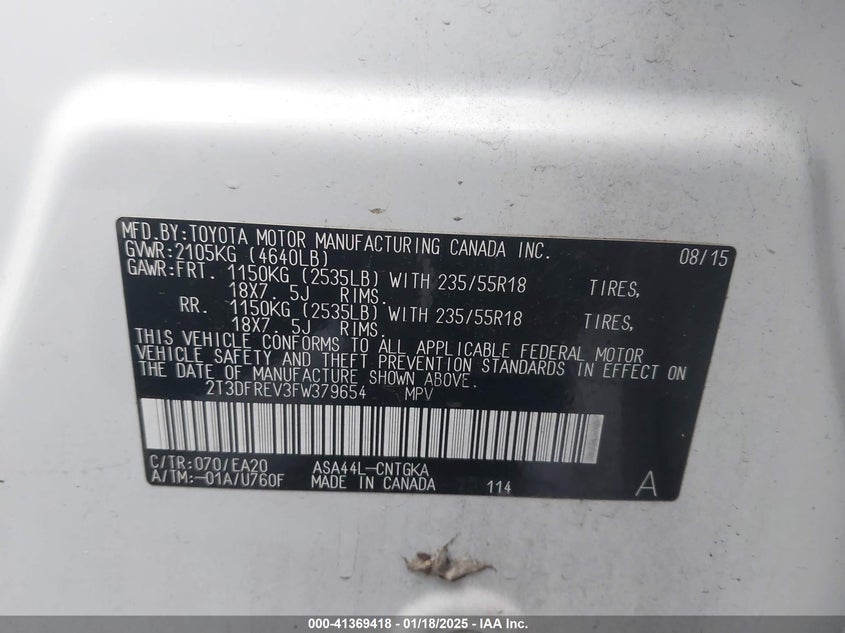 MFD.BY:TOYOTA MOTOR MANUFACTURING CANADA INC. 08/15
GVWR:2105KG (4640LB)
GAWR:FRT. 1150KG (2535LB) WITH 235/55R18 TIRES,
18X7. 5J RIMS.
RR. 1150KG (2535LB) WITH 235/55R18 TIRES,
18X7. 5J RIMS.
THIS VEHICLE CONFORMS TO ALL APPLICABLE FEDERAL MOTOR
VEHICLE SAFETY AND THEFT PREVENTION STANDARDS IN EFFECT ON
THE DATE OF MANUFACTURE SHOWN ABOVE.
2T3DFREV3FW379654 MPV
C/TR:070/EA20 ASA44L-CNTGKA
A/TM:-01A/U760F MADE IN CANADA 114 A
000-41369418 - 01/18/2025 - IAA Inc.